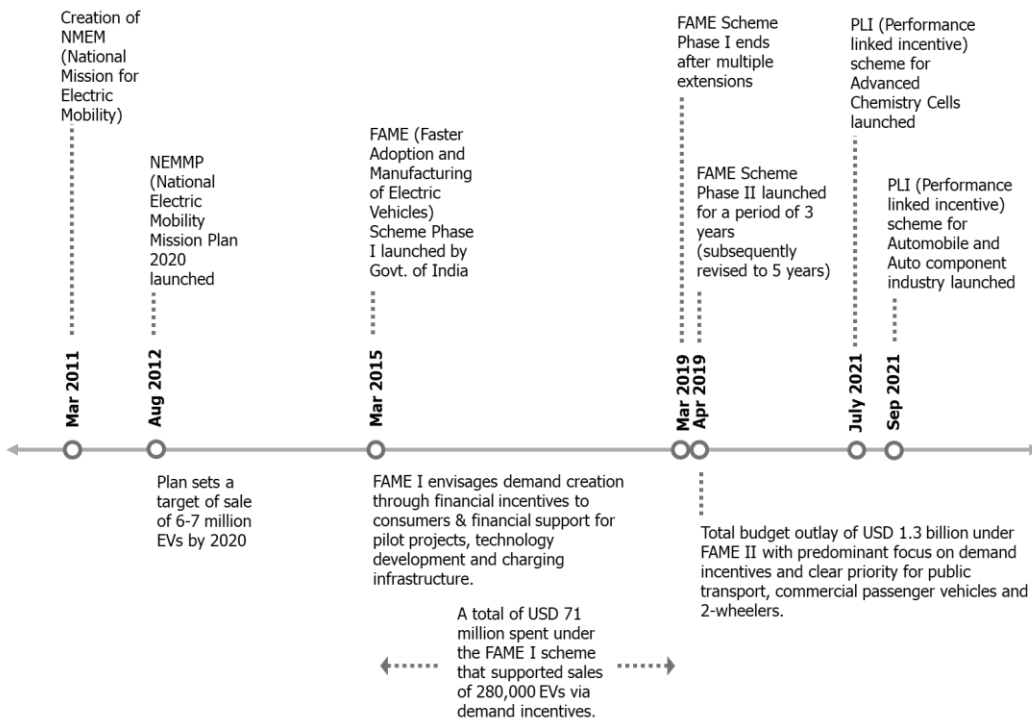 Creation of
NMEM
(National
Mission for
Electric
Mobility)
Mar 2011
NEMMP
(National
Electric
Mobility
Mission Plan
2020
launched
Aug 2012
Plan sets a
target of sale
of 6-7 million
EVs by 2020
FAME (Faster
Adoption and
Manufacturing
of Electric
Vehicles)
Scheme Phase
I launched by
Govt. of India
Mar 2015
FAME I envisages demand creation
through financial incentives to
consumers & financial support for
pilot projects, technology
development and charging
infrastructure.
A total of USD 71
million spent under
the FAME I scheme
that supported sales
of 280,000 EVs via
demand incentives.
FAME Scheme
Phase I ends
after multiple
extensions
Mar 2019
FAME Scheme
Phase II launched
for a period of 3
years
(subsequently
revised to 5 years)
Apr 2019
Total budget outlay of USD 1.3 billion under
FAME II with predominant focus on demand
incentives and clear priority for public
transport, commercial passenger vehicles and
2-wheelers.
PLI (Performance
linked incentive)
scheme for
Advanced
Chemistry Cells
launched
July 2021
PLI (Performance
linked incentive)
scheme for
Automobile and
Auto component
industry launched
Sep 2021